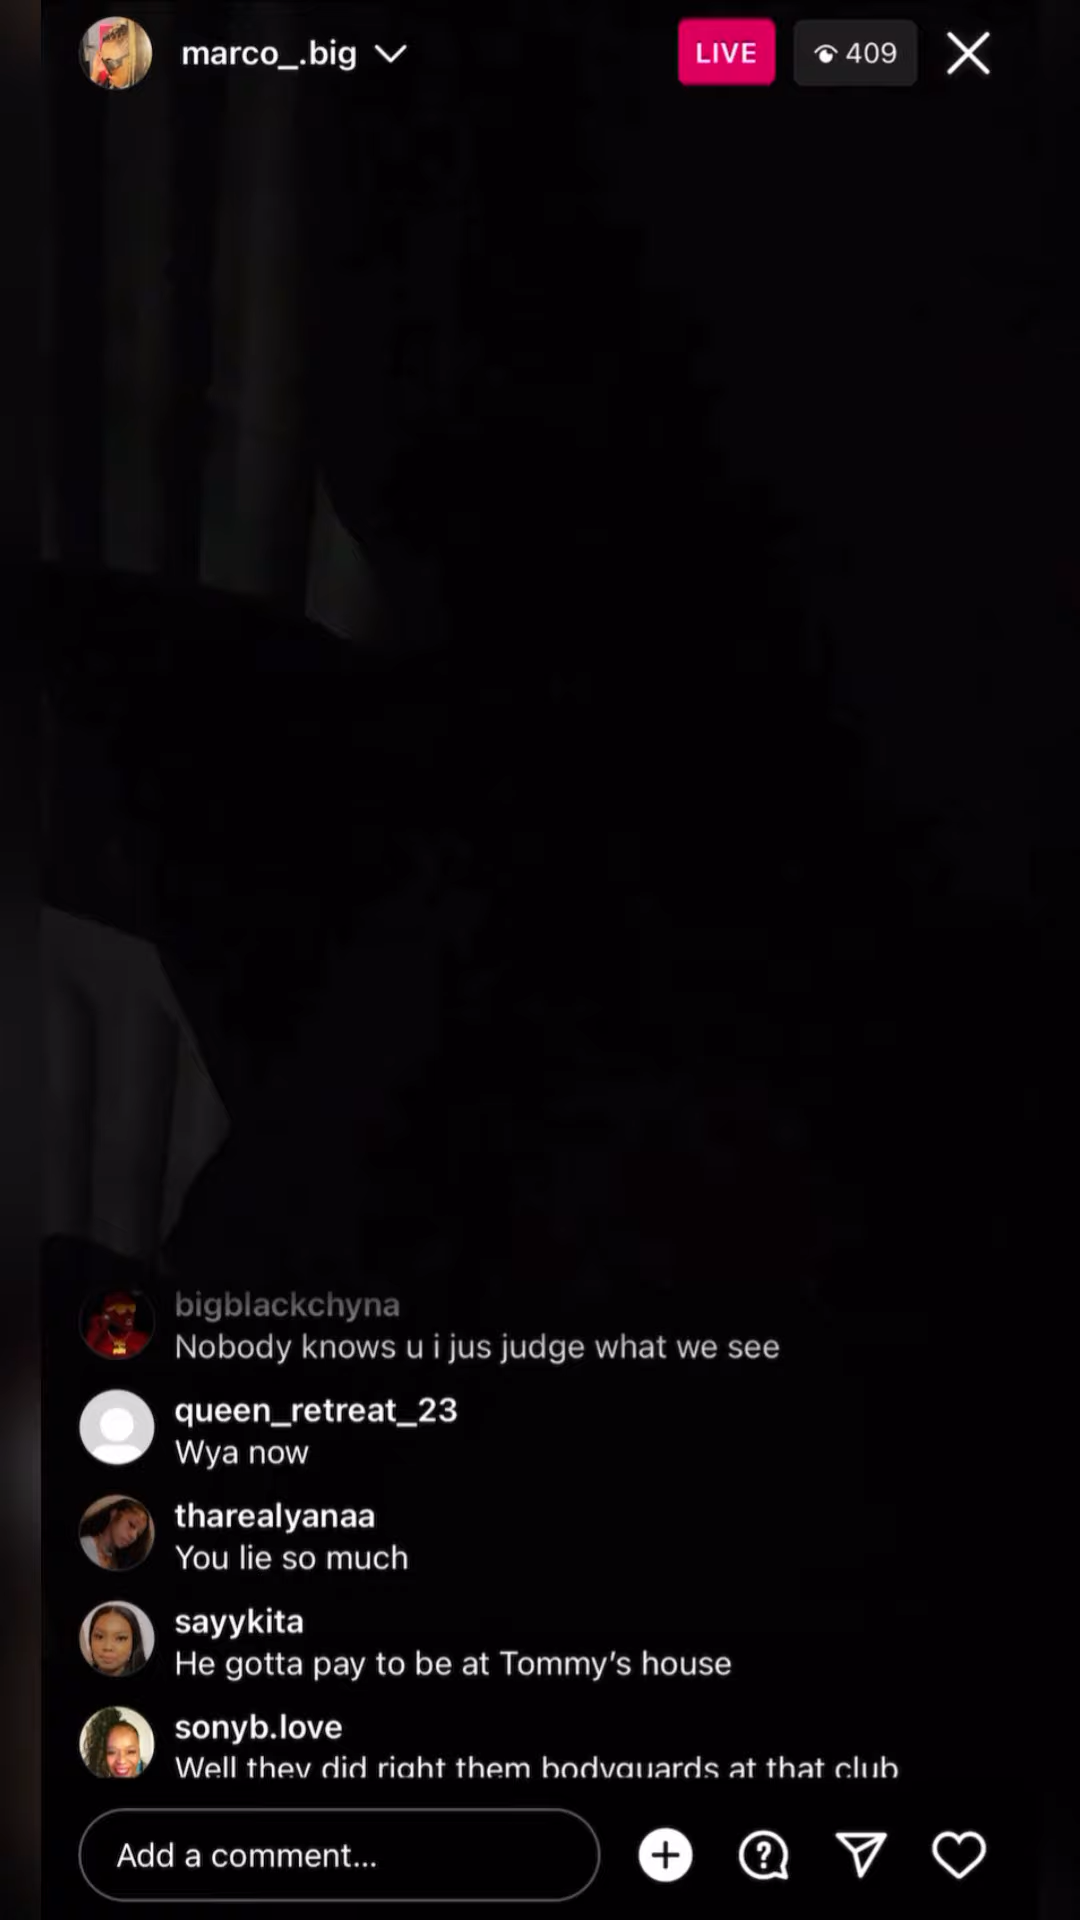 marco_.big
LIVE
409
bigblackchyna
Nobody knows u i jus judge what we see
queen_retreat_23
Wya now
tharealyanaa
You lie so much
sayykita
He gotta pay to be at Tommy’s house
sonyb.love
Well they did right them bodyguards at that club
Add a comment...